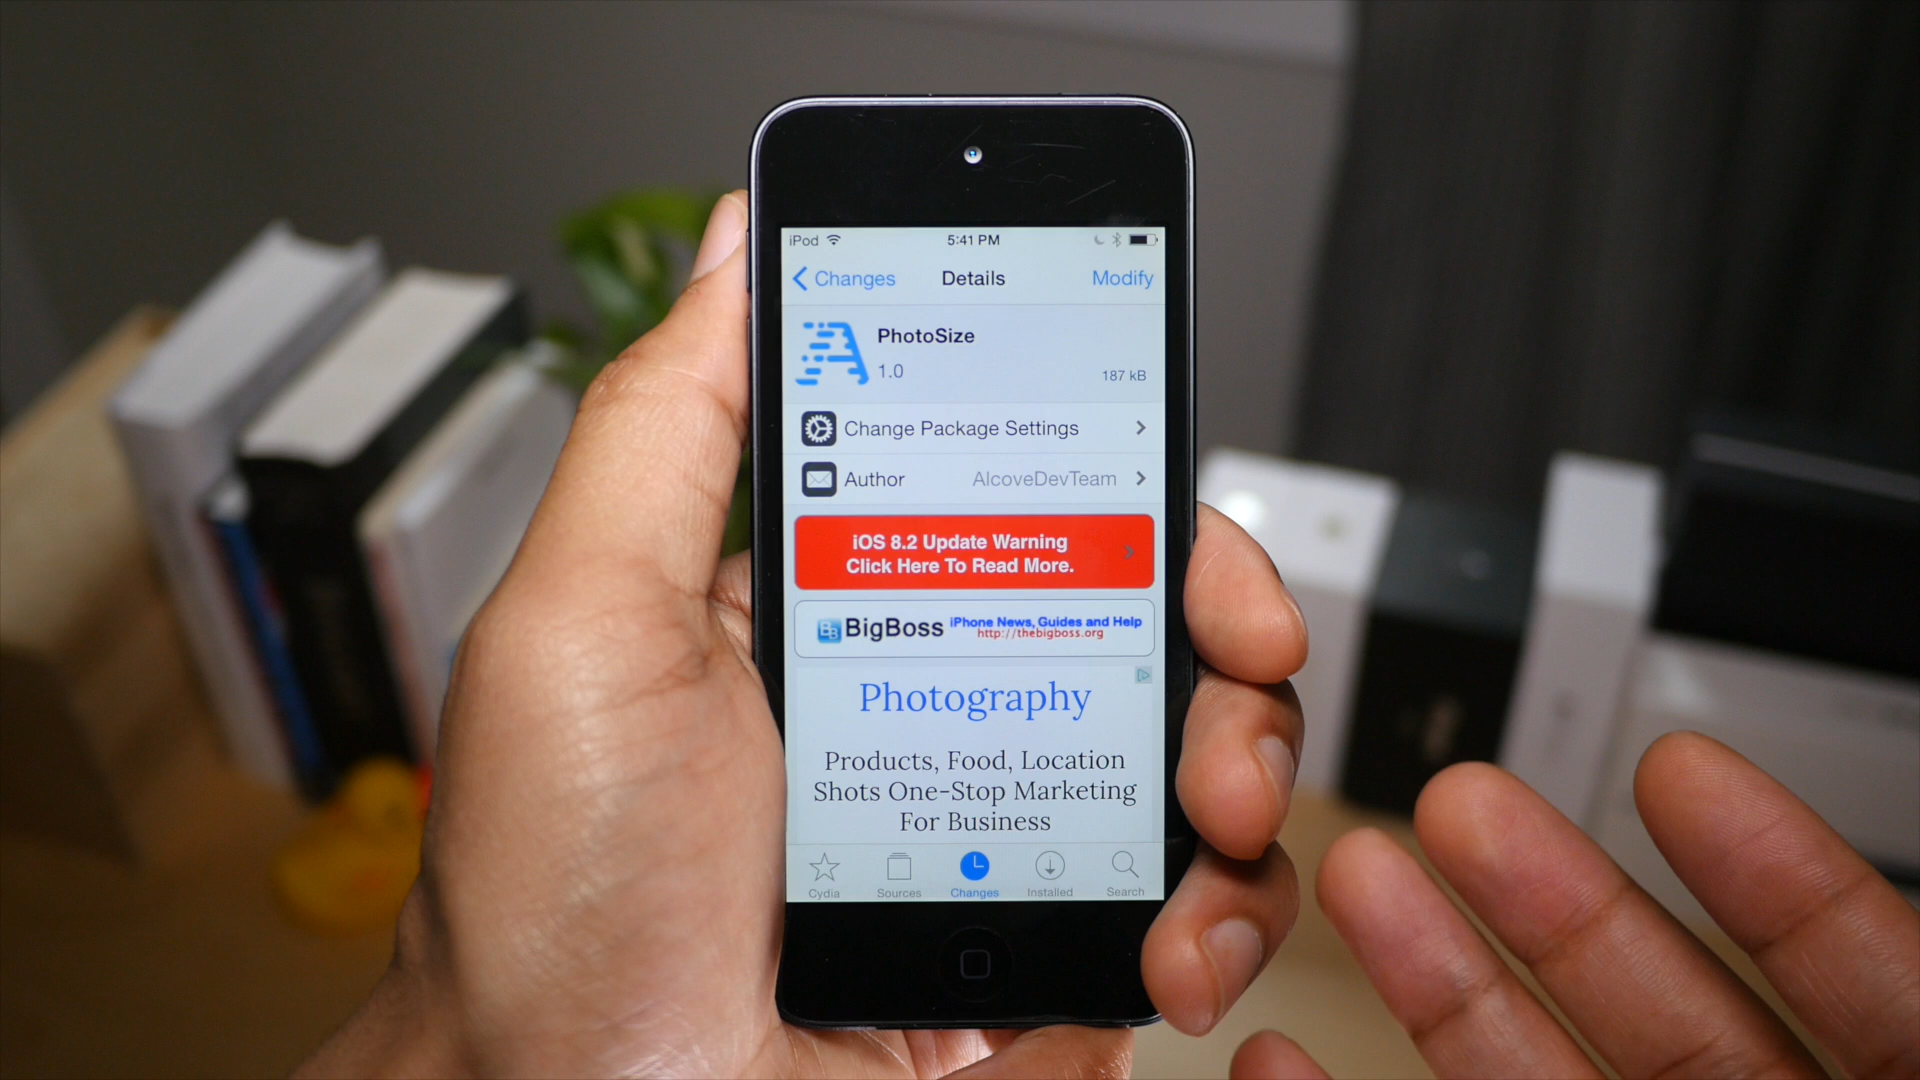 iPod 5:41 PM
Changes Details Modify
PhotoSize
1.0 187 kB
Change Package Settings
Author AlcoveDevTeam
iOS 8.2 Update Warning
Click Here To Read More.
BigBoss iPhone News, Guides and Help
http://thebigboss.org
Photography
Products, Food, Location
Shots One-Stop Marketing
For Business
Cydia Sources Changes Installed Search